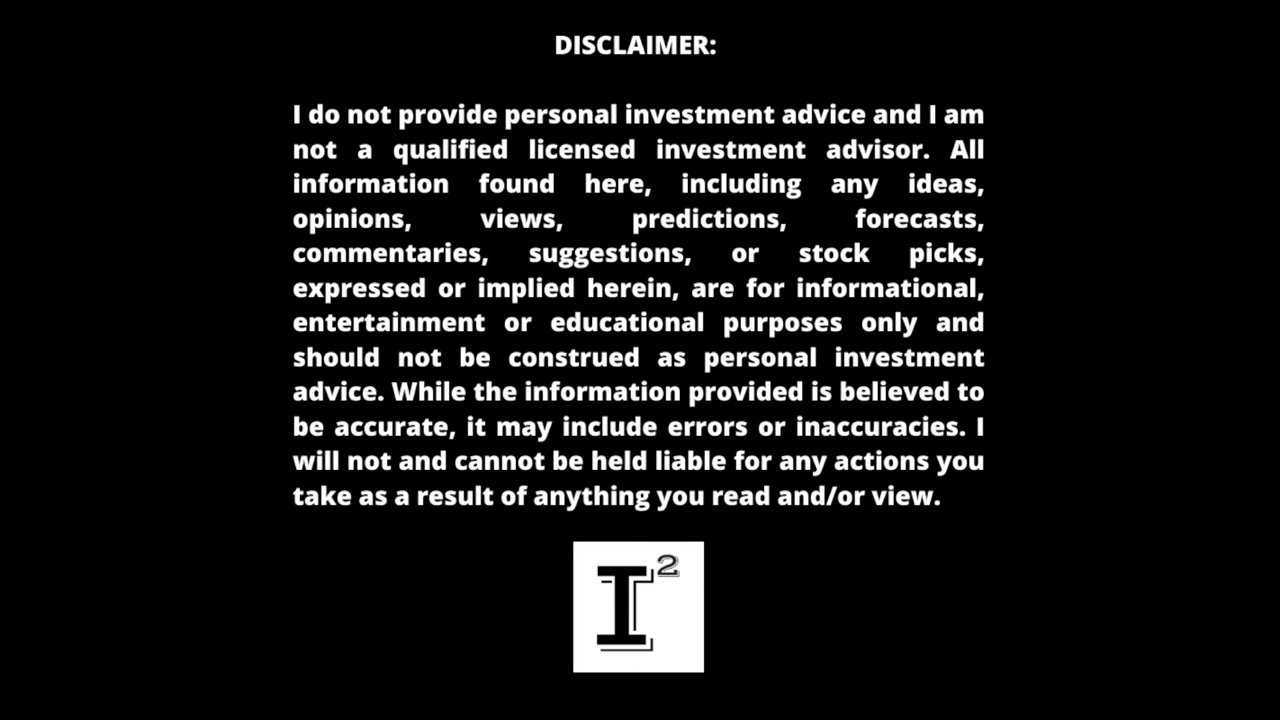 DISCLAIMER:
I do not provide personal investment advice and I am
not a qualified licensed investment advisor. All
information found here, including any ideas,
opinions, views, predictions, forecasts,
commentaries, suggestions, or stock picks,
expressed or implied herein, are for informational,
entertainment or educational purposes only and
should not be construed as personal investment
advice. While the information provided is believed to
be accurate, it may include errors or inaccuracies. I
will not and cannot be held liable for any actions you
take as a result of anything you read and/or view.
I²